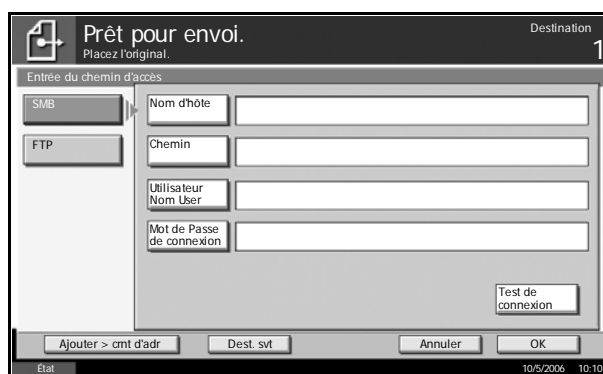 Prêt pour envoi.
Placez l'original.
Destination
1
Entrée du chemin d'accès
SMB
FTP
Nom d'hôte
Chemin
Utilisateur
Nom User
Mot de Passe
de connexion
Test de
connexion
Ajouter > cmt d'adr
Dest. svt
Annuler
OK
État
10/5/2006 10:10